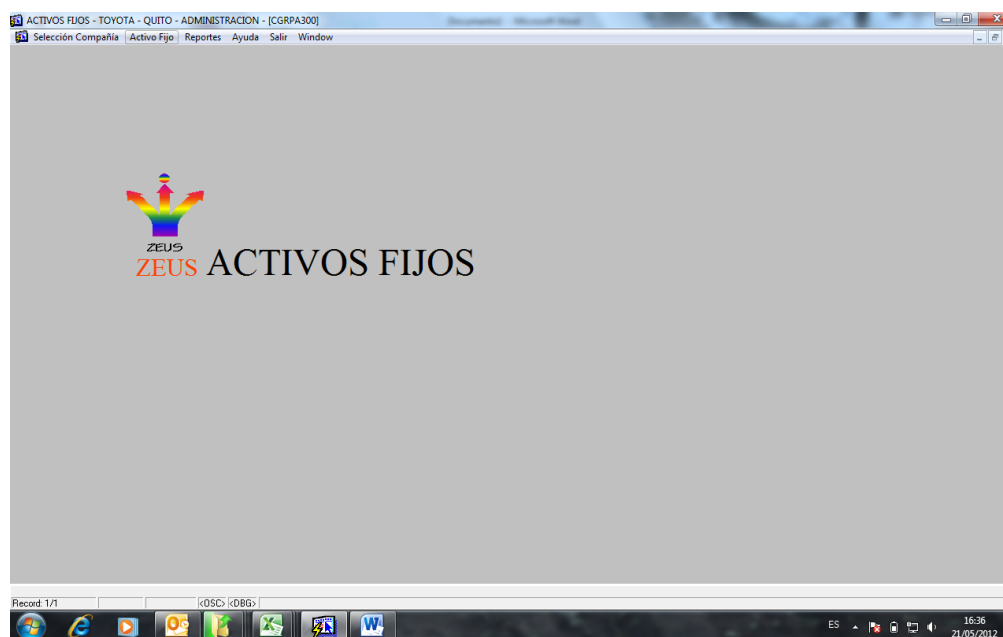 ACTIVOS FIJOS - TOYOTA - QUITO - ADMINISTRACION - [CGRPA300]
Selección Compañía Activo Fijo Reportes Ayuda Salir Window
ZEUS
ZEUS ACTIVOS FIJOS
Record: 1/1 <OSC> <DBG>
ES 16:36
21/05/2012